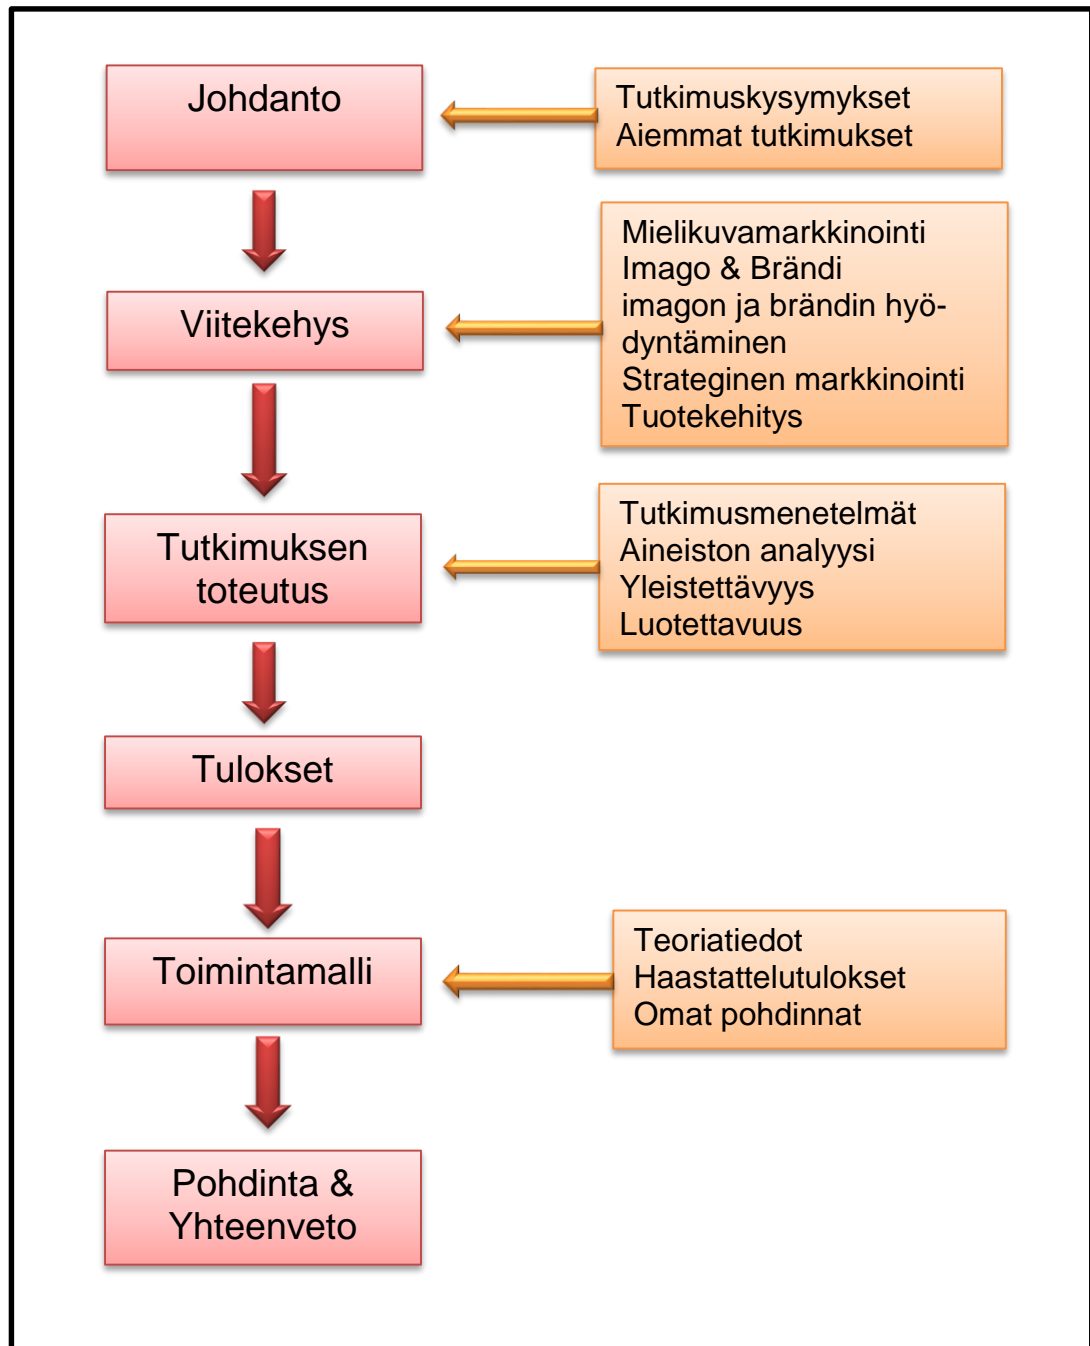 Johdanto
Tutkimuskysymykset
Aiemmat tutkimukset
Viitekehys
Mielikuvamarkkinointi
Imago & Brändi
imagon ja brändin hyö-
dyntäminen
Strateginen markkinointi
Tuotekehitys
Tutkimuksen
toteutus
Tutkimusmenetelmät
Aineiston analyysi
Yleistettävyys
Luotettavuus
Tulokset
Toimintamalli
Teoriatiedot
Haastattelutulokset
Omat pohdinnat
Pohdinta &
Yhteenveto